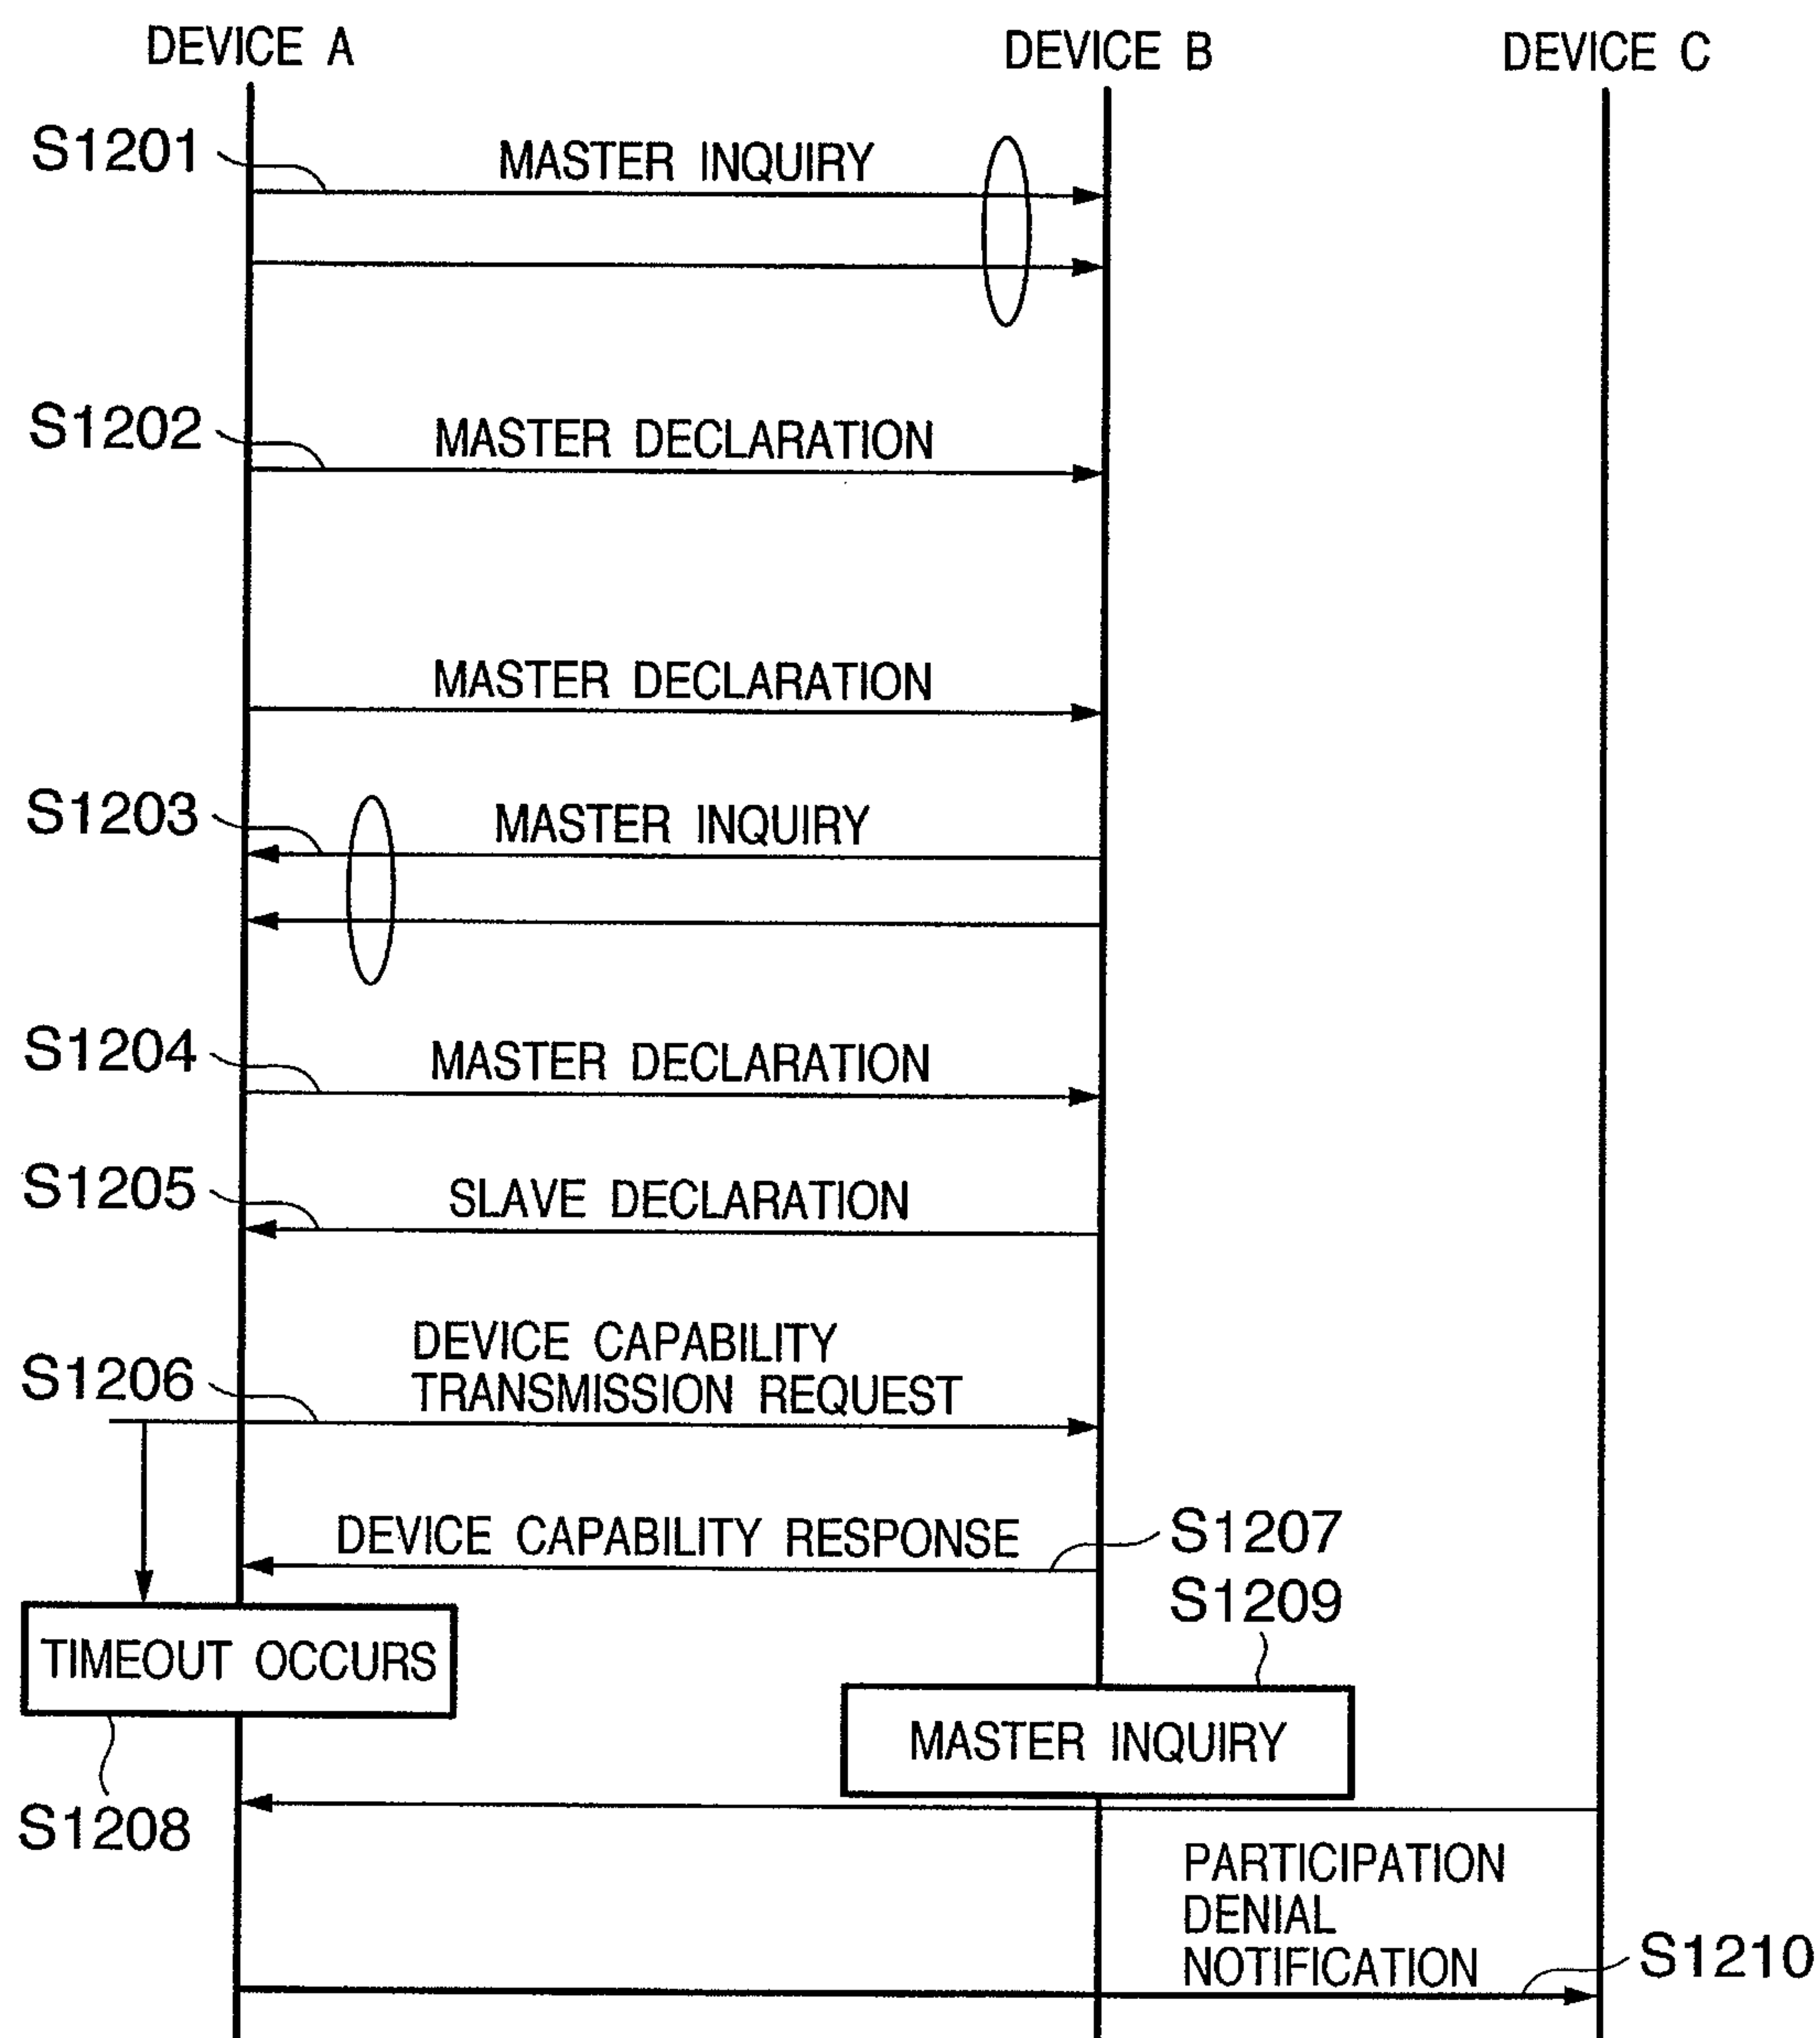 DEVICE A
DEVICE B
DEVICE C
S1201
MASTER INQUIRY
S1202
MASTER DECLARATION
MASTER DECLARATION
S1203
MASTER INQUIRY
S1204
MASTER DECLARATION
S1205
SLAVE DECLARATION
S1206
DEVICE CAPABILITY
TRANSMISSION REQUEST
DEVICE CAPABILITY RESPONSE
S1207
S1209
TIMEOUT OCCURS
MASTER INQUIRY
S1208
PARTICIPATION
DENIAL
NOTIFICATION
S1210